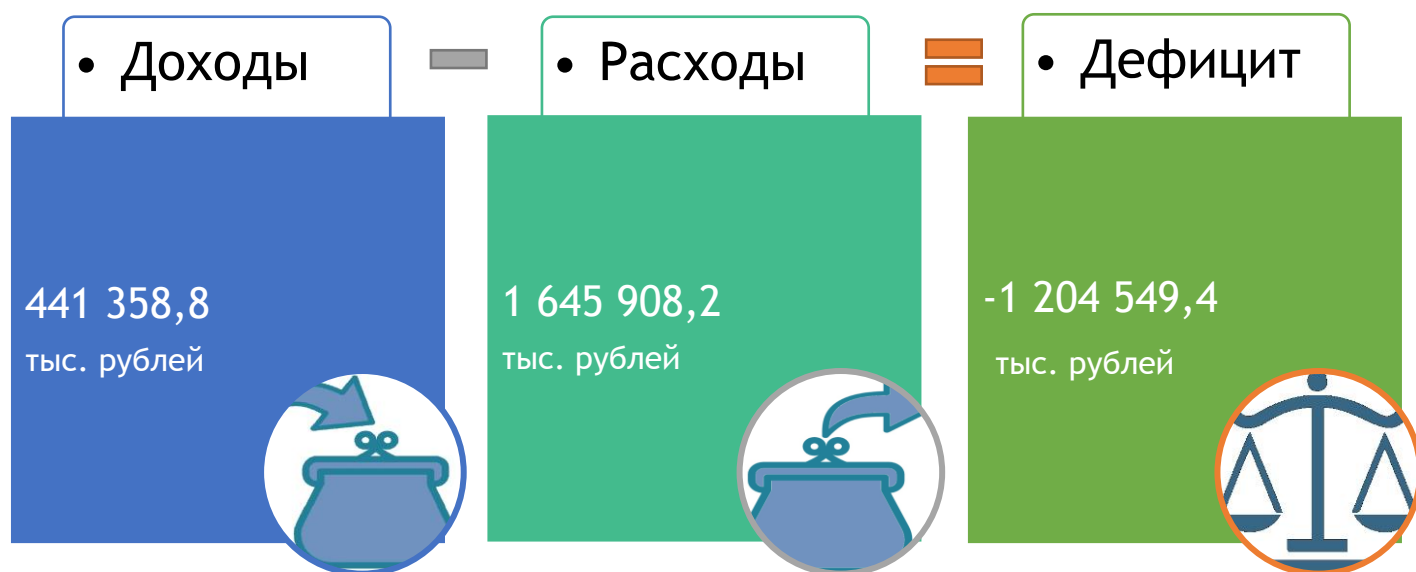 • Доходы
441 358,8
тыс. рублей
• Расходы
1 645 908,2
тыс. рублей
• Дефицит
-1 204 549,4
тыс. рублей